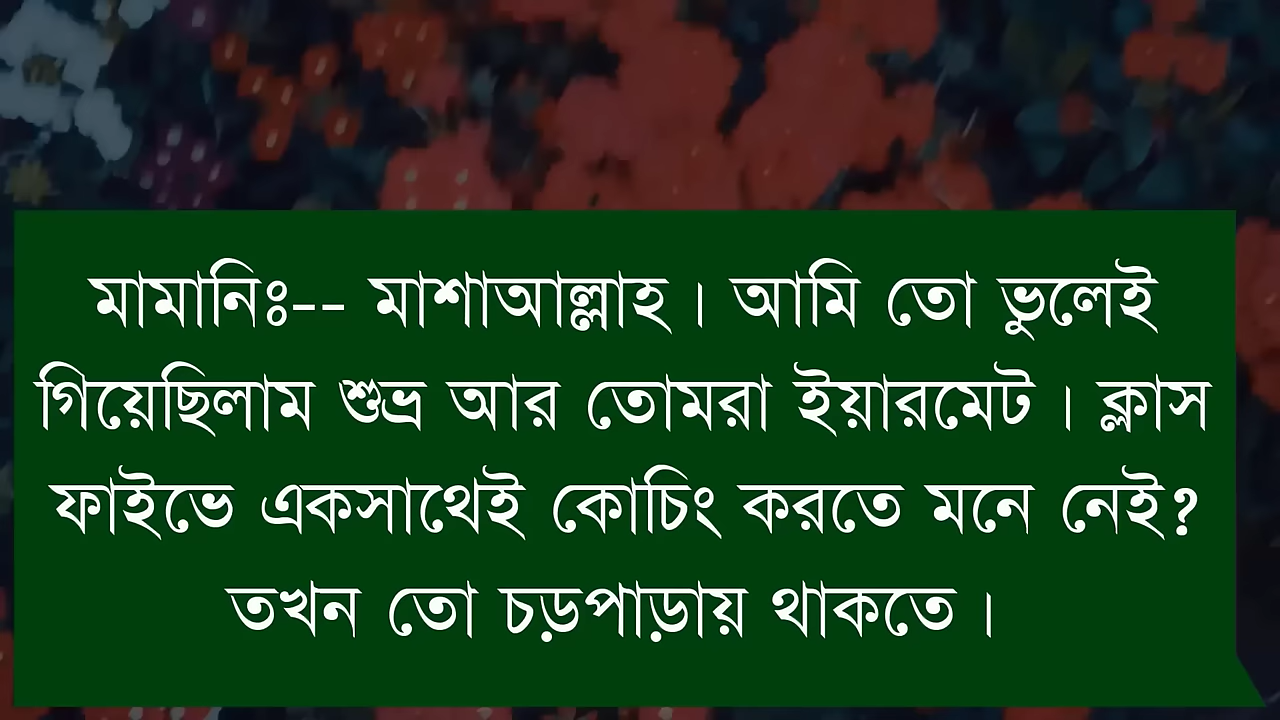 মামানিঃ-- মাশাআল্লাহ। আমি তো ভুলেই
গিয়েছিলাম শুভ্র আর তোমরা ইয়ারমেট। ক্লাস
ফাইভে একসাথেই কোচিং করতে মনে নেই?
তখন তো চড়পাড়ায় থাকতে।